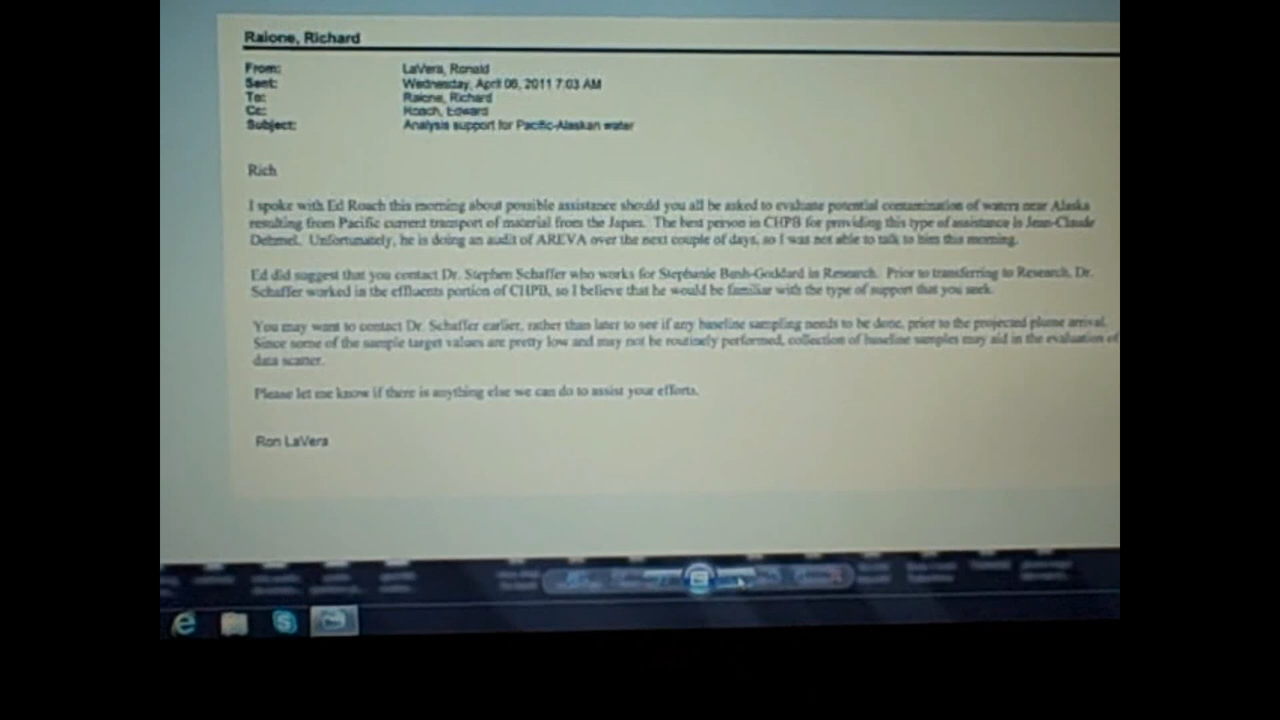 Raione, Richard
From: LaVera, Ronald
Sent: Wednesday, April 06, 2011 7:03 AM
To: Raione, Richard
Cc: Roach, Edward
Subject: Analysis support for Pacific-Alaskan water
Rich
I spoke with Ed Roach this morning about possible assistance should you all be asked to evaluate potential contamination of waters near Alaska
resulting from Pacific current transport of material from the Japan. The best person in CHPB for providing this type of assistance is Jean-Claude
Dehmel. Unfortunately, he is doing an audit of AREVA over the next couple of days, so I was not able to talk to him this morning.
Ed did suggest that you contact Dr. Stephen Schaffer who works for Stephanie Bush-Goddard in Research. Prior to transferring to Research, Dr.
Schaffer worked in the effluents portion of CHPB, so I believe that he would be familiar with the type of support that you seek.
You may want to contact Dr. Schaffer earlier, rather than later to see if any baseline sampling needs to be done, prior to the projected plume arrival.
Since some of the sample target values are pretty low and may not be routinely performed, collection of baseline samples may aid in the evaluation of
data scatter.
Please let me know if there is anything else we can do to assist your efforts.
Ron LaVera